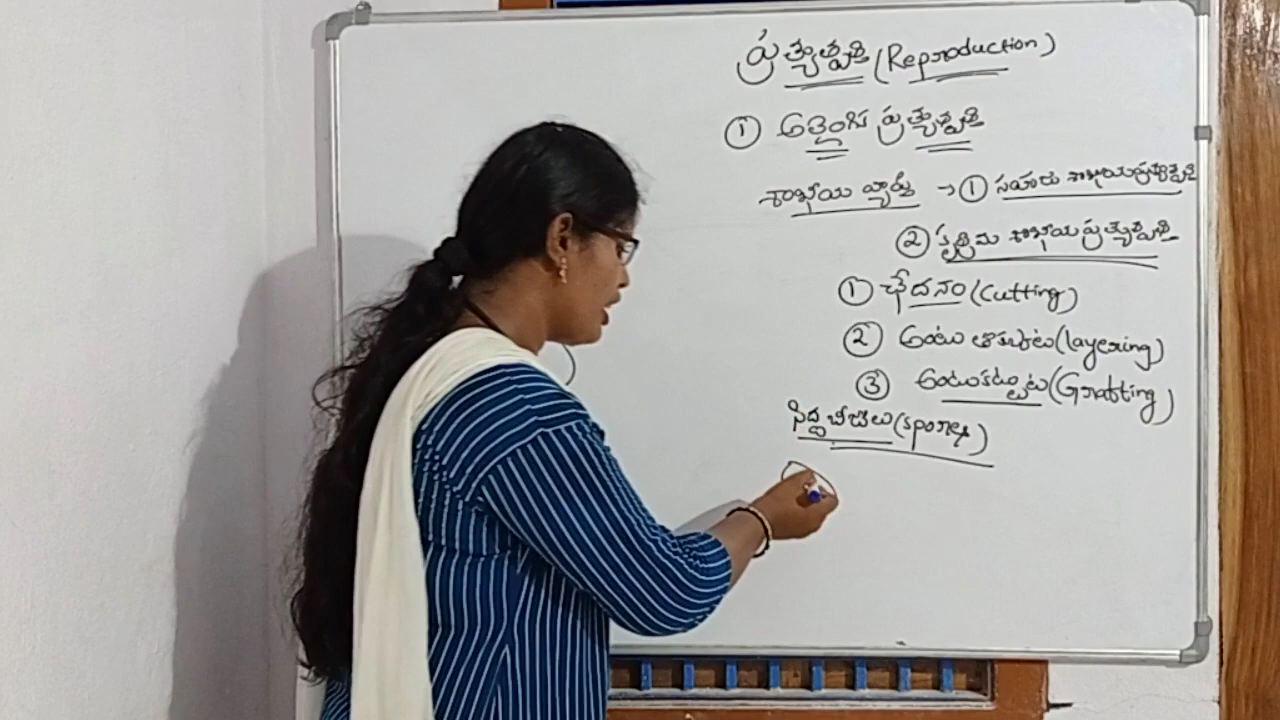 ప్రత్యుత్పత్తి (Reproduction)
① అలైంగిక ప్రత్యుత్పత్తి
శాఖీయ వ్యాప్తి → ① సహజ శాఖీయ ప్రత్యుత్పత్తి
② కృత్రిమ శాఖీయ ప్రత్యుత్పత్తి
① ఛేదనం (Cutting)
② అంటు తొక్కుట (layering)
③ అంటుకట్టుట (Grafting)
సిద్ధబీజాలు (spores)